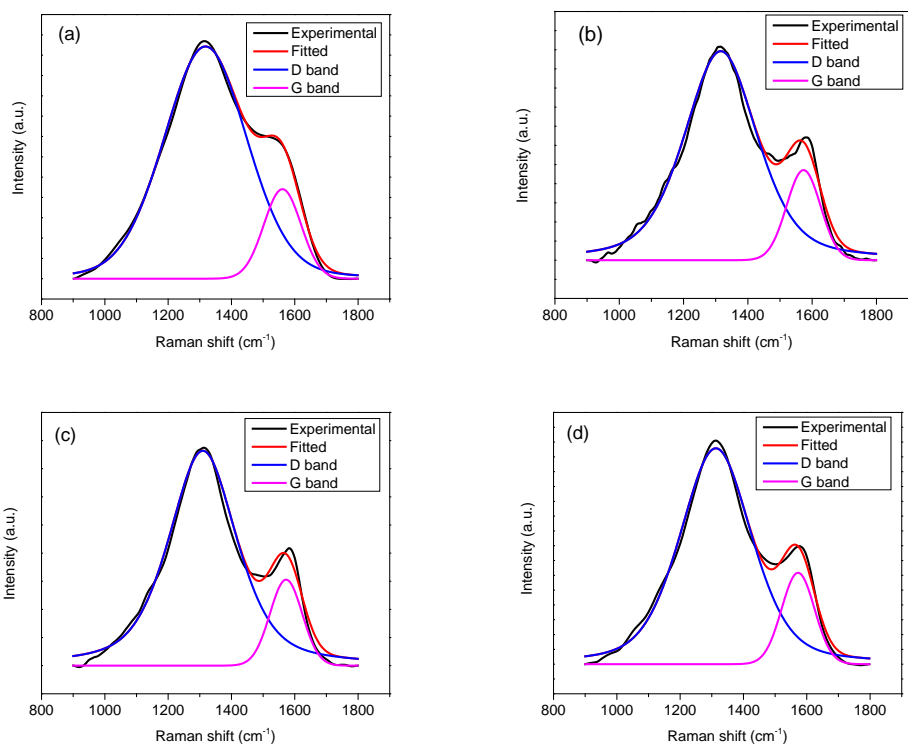 (a)
Experimental
Fitted
D band
G band
Intensity (a.u.)
800 1000 1200 1400 1600 1800
Raman shift (cm⁻¹)
(b)
Experimental
Fitted
D band
G band
Intensity (a.u.)
800 1000 1200 1400 1600 1800
Raman shift (cm⁻¹)
(c)
Experimental
Fitted
D band
G band
Intensity (a.u.)
800 1000 1200 1400 1600 1800
Raman shift (cm⁻¹)
(d)
Experimental
Fitted
D band
G band
Intensity (a.u.)
800 1000 1200 1400 1600 1800
Raman shift (cm⁻¹)